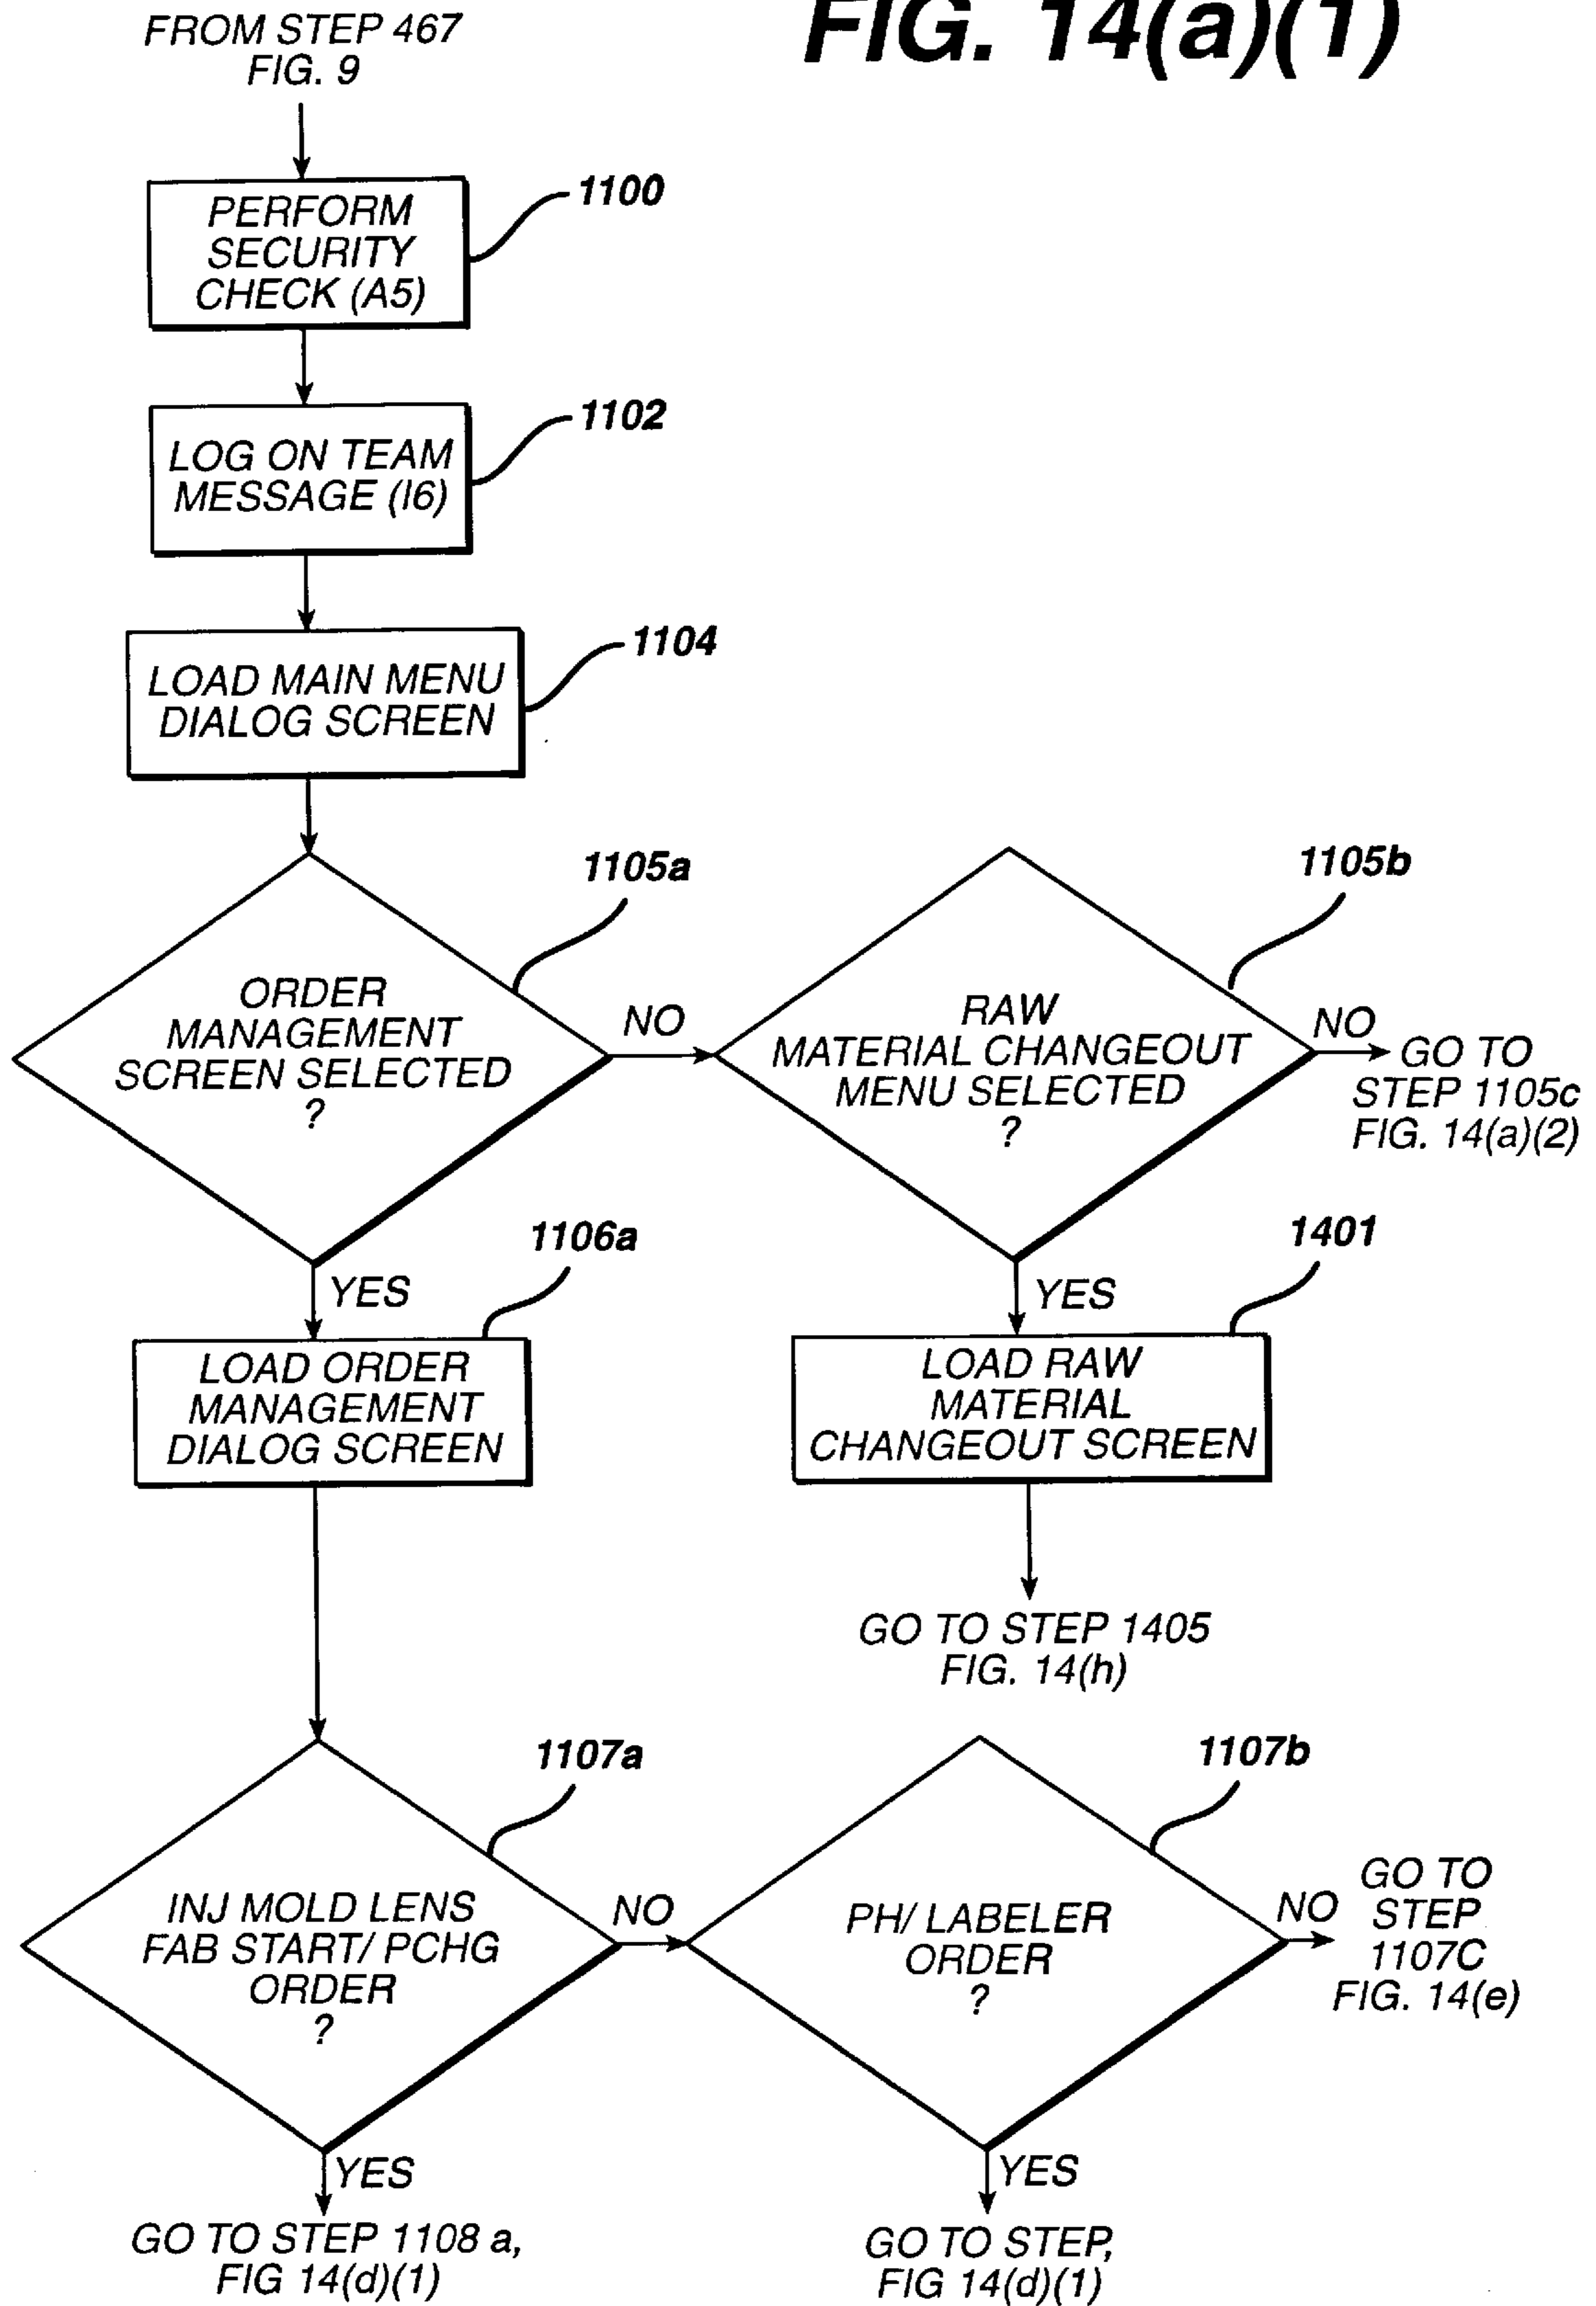 FIG. 14(a)(1)
FROM STEP 467
FIG. 9
PERFORM
SECURITY
CHECK (A5)
1100
LOG ON TEAM
MESSAGE (I6)
1102
LOAD MAIN MENU
DIALOG SCREEN
1104
1105a
ORDER
MANAGEMENT
SCREEN SELECTED
?
NO
1105b
RAW
MATERIAL CHANGEOUT
MENU SELECTED
?
NO
GO TO
STEP 1105c
FIG. 14(a)(2)
YES
1106a
LOAD ORDER
MANAGEMENT
DIALOG SCREEN
YES
1401
LOAD RAW
MATERIAL
CHANGEOUT SCREEN
GO TO STEP 1405
FIG. 14(h)
1107a
INJ MOLD LENS
FAB START/ PCHG
ORDER
?
NO
1107b
PH/ LABELER
ORDER
?
NO
GO TO
STEP
1107C
FIG. 14(e)
YES
GO TO STEP 1108 a,
FIG 14(d)(1)
YES
GO TO STEP,
FIG 14(d)(1)